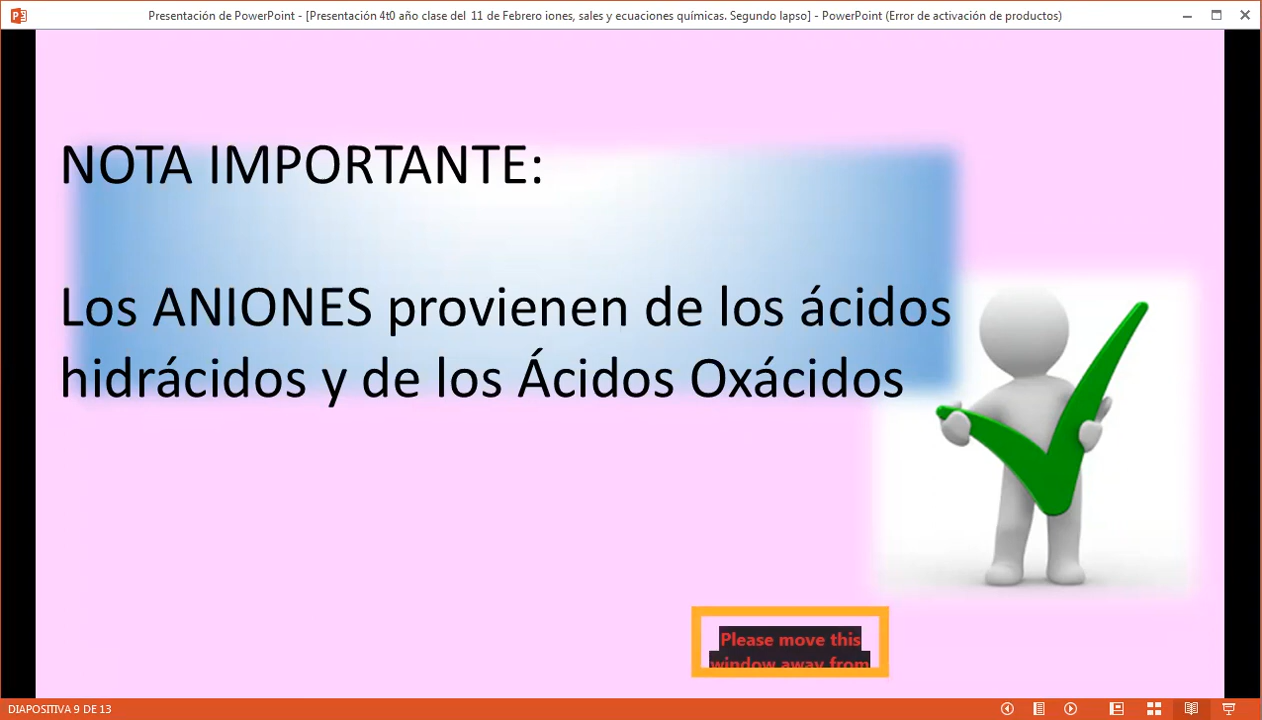 Presentación de PowerPoint - [Presentación 4t0 año clase del 11 de Febrero iones, sales y ecuaciones químicas. Segundo lapso] - PowerPoint (Error de activación de productos)
NOTA IMPORTANTE:
Los ANIONES provienen de los ácidos
hidrácidos y de los Ácidos Oxácidos
Please move this
window away from
DIAPOSITIVA 9 DE 13